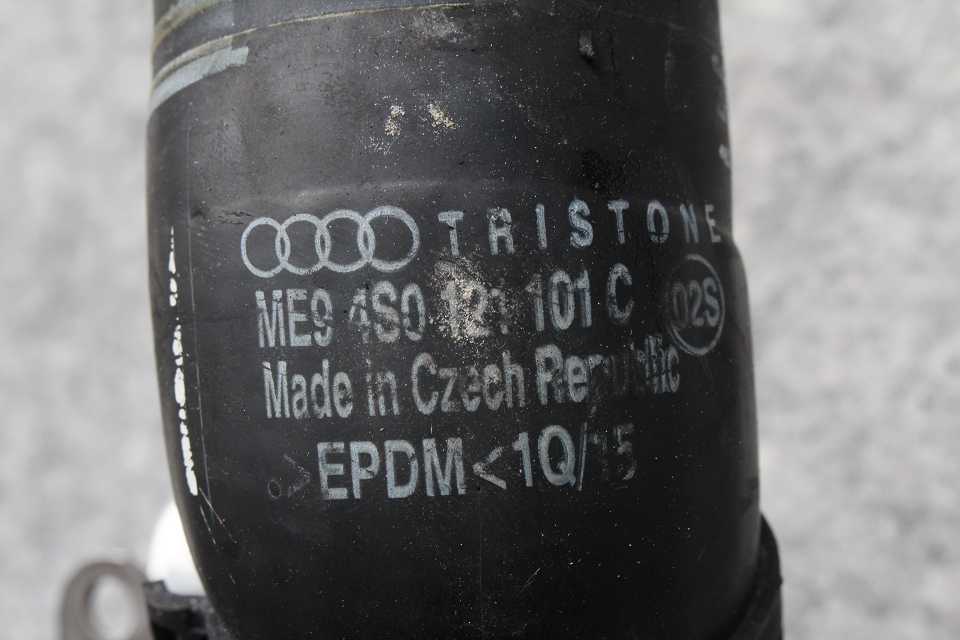 TRISTONE
ME9 4S0 121 101 C
02S
Made in Czech Republic
>EPDM< 1Q/15